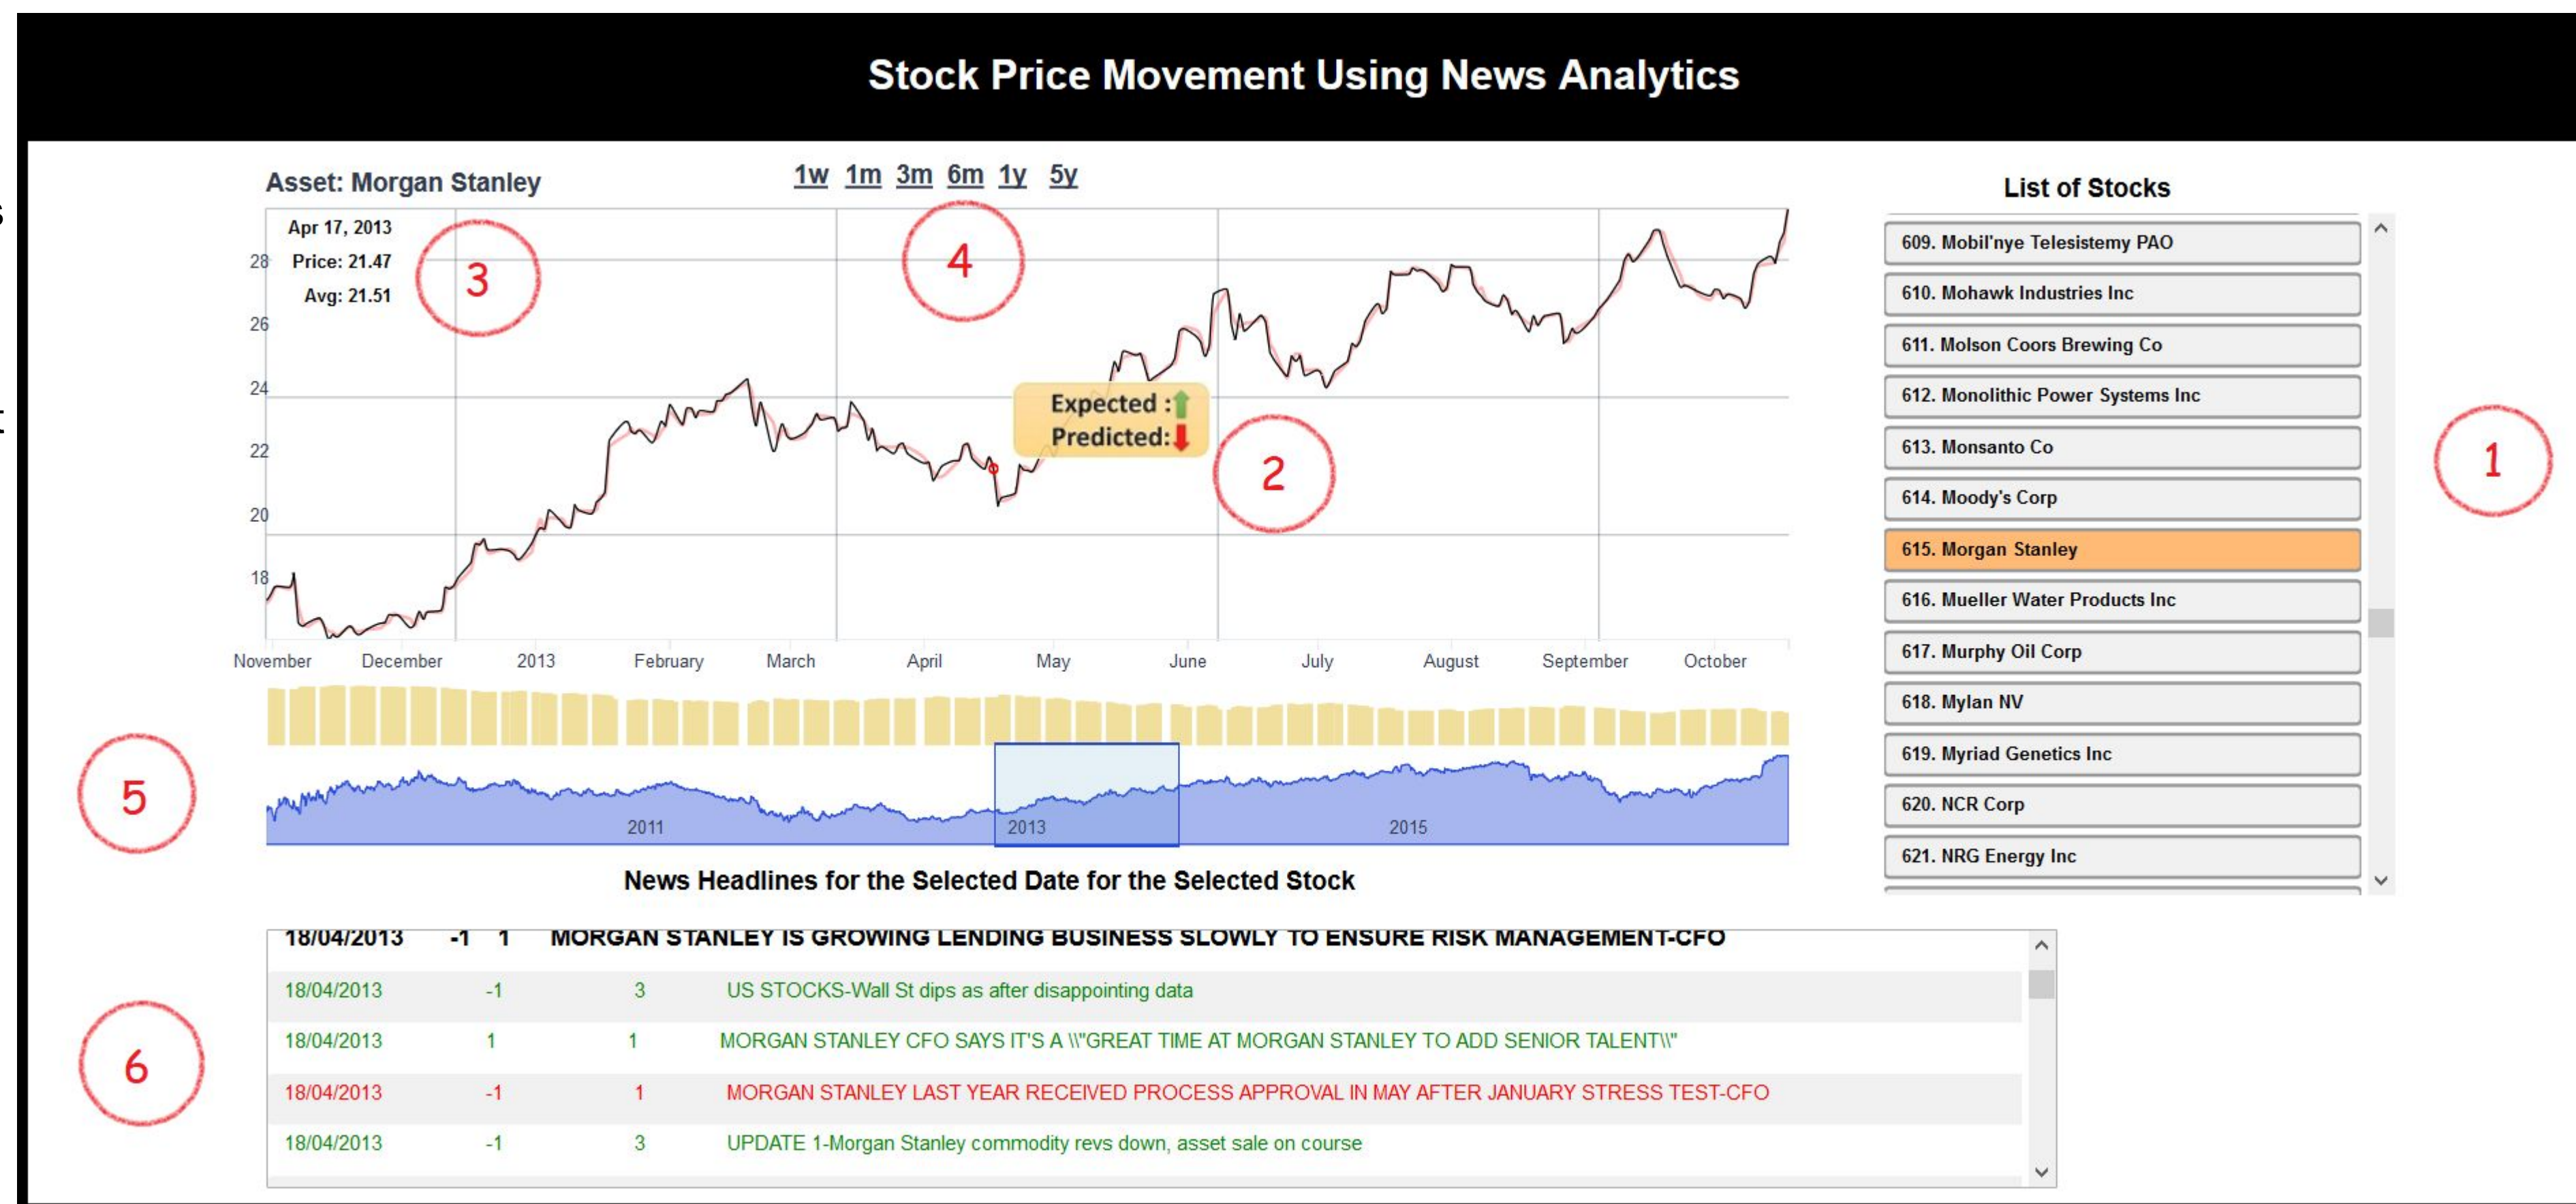 Stock Price Movement Using News Analytics
Asset: Morgan Stanley
1w 1m 3m 6m 1y 5y
Apr 17, 2013
Price: 21.47
Avg: 21.51
3
4
28
26
24
22
20
18
Expected :
Predicted:
2
November December 2013 February March April May June July August September October
5
2011 2013 2015
List of Stocks
609. Mobil'nye Telesistemy PAO
610. Mohawk Industries Inc
611. Molson Coors Brewing Co
612. Monolithic Power Systems Inc
613. Monsanto Co
614. Moody's Corp
615. Morgan Stanley
616. Mueller Water Products Inc
617. Murphy Oil Corp
618. Mylan NV
619. Myriad Genetics Inc
620. NCR Corp
621. NRG Energy Inc
1
News Headlines for the Selected Date for the Selected Stock
18/04/2013 -1 1 MORGAN STANLEY IS GROWING LENDING BUSINESS SLOWLY TO ENSURE RISK MANAGEMENT-CFO
18/04/2013 -1 3 US STOCKS-Wall St dips as after disappointing data
18/04/2013 1 1 MORGAN STANLEY CFO SAYS IT'S A \\"GREAT TIME AT MORGAN STANLEY TO ADD SENIOR TALENT\\"
18/04/2013 -1 1 MORGAN STANLEY LAST YEAR RECEIVED PROCESS APPROVAL IN MAY AFTER JANUARY STRESS TEST-CFO
18/04/2013 -1 3 UPDATE 1-Morgan Stanley commodity revs down, asset sale on course
6